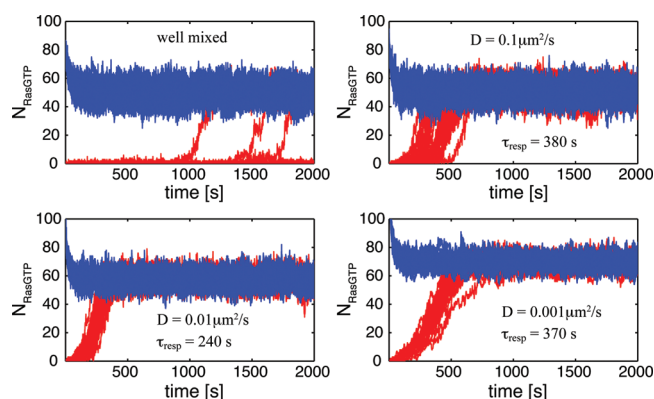 100
80
60
40
20
0
N_RasGTP
well mixed
500 1000 1500 2000
time [s]
100
80
60
40
20
0
N_RasGTP
D = 0.1μm²/s
τ_resp = 380 s
500 1000 1500 2000
time [s]
100
80
60
40
20
0
N_RasGTP
D = 0.01μm²/s
τ_resp = 240 s
500 1000 1500 2000
time [s]
100
80
60
40
20
0
N_RasGTP
D = 0.001μm²/s
τ_resp = 370 s
500 1000 1500 2000
time [s]